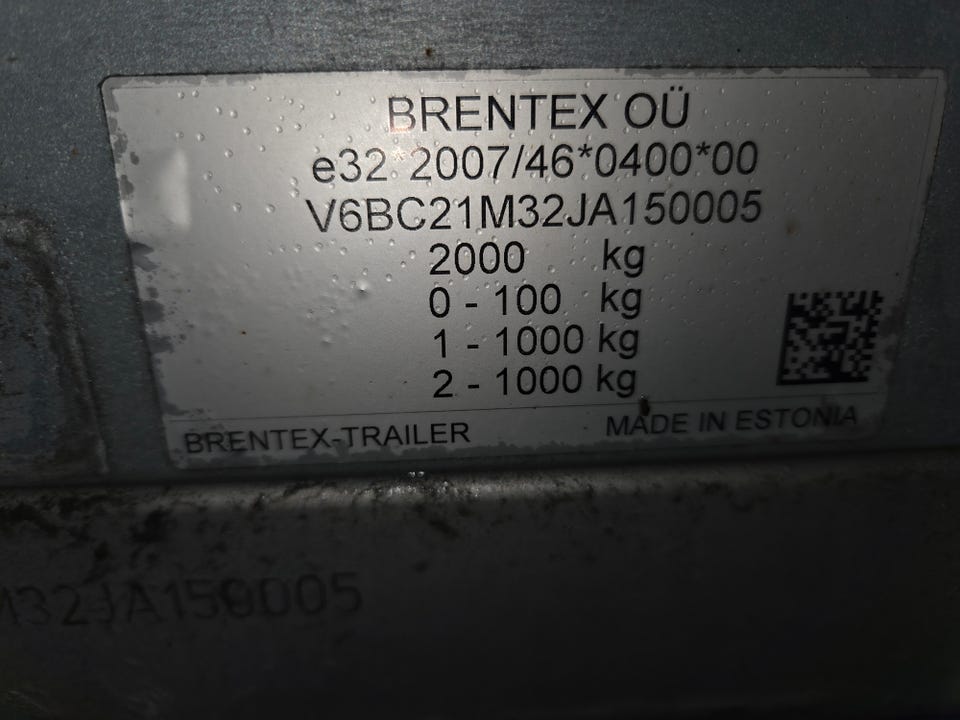 BRENTEX OÜ
e32*2007/46*0400*00
V6BC21M32JA150005
2000 kg
0 - 100 kg
1 - 1000 kg
2 - 1000 kg
BRENTEX-TRAILER MADE IN ESTONIA
M32JA150005